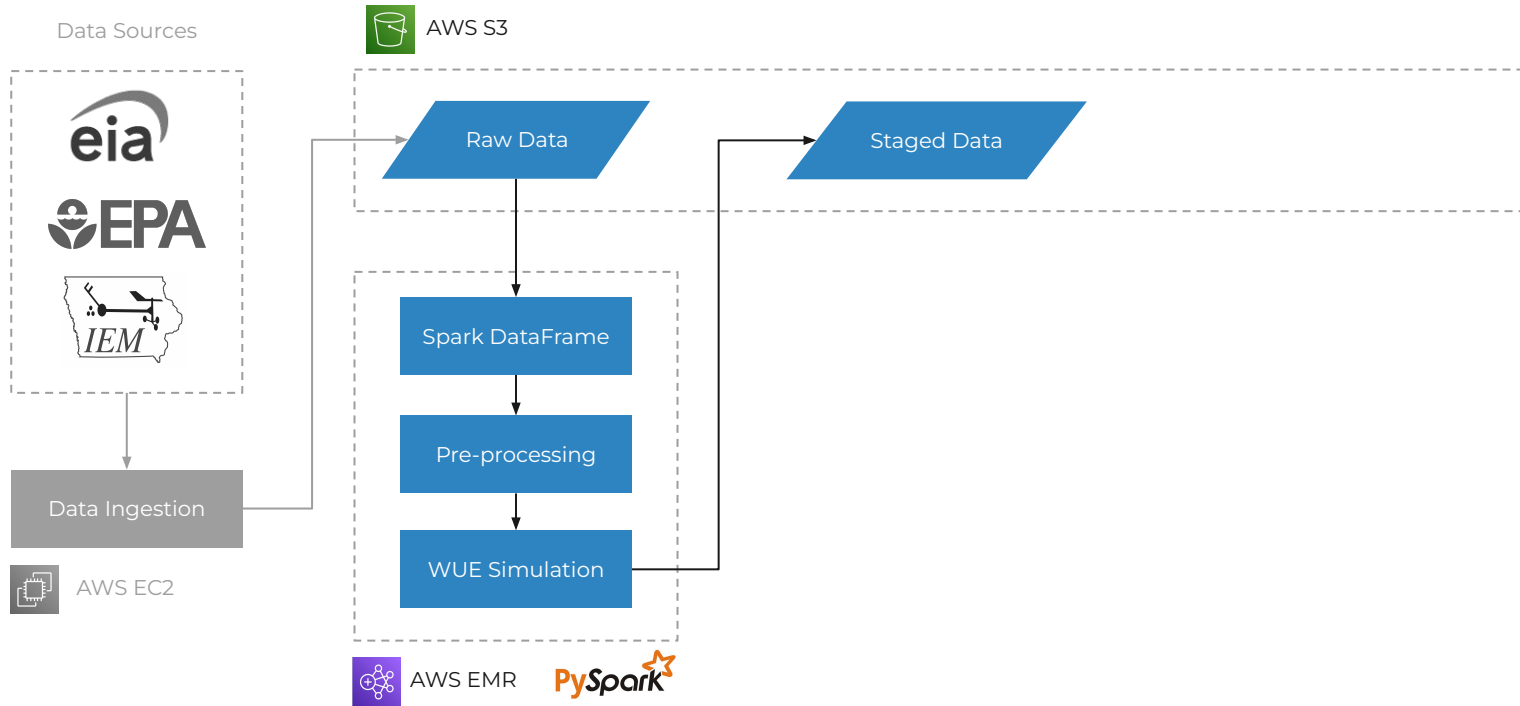 Data Sources
AWS S3
eia
EPA
IEM
Raw Data
Staged Data
Spark DataFrame
Pre-processing
WUE Simulation
Data Ingestion
AWS EC2
AWS EMR
PySpark